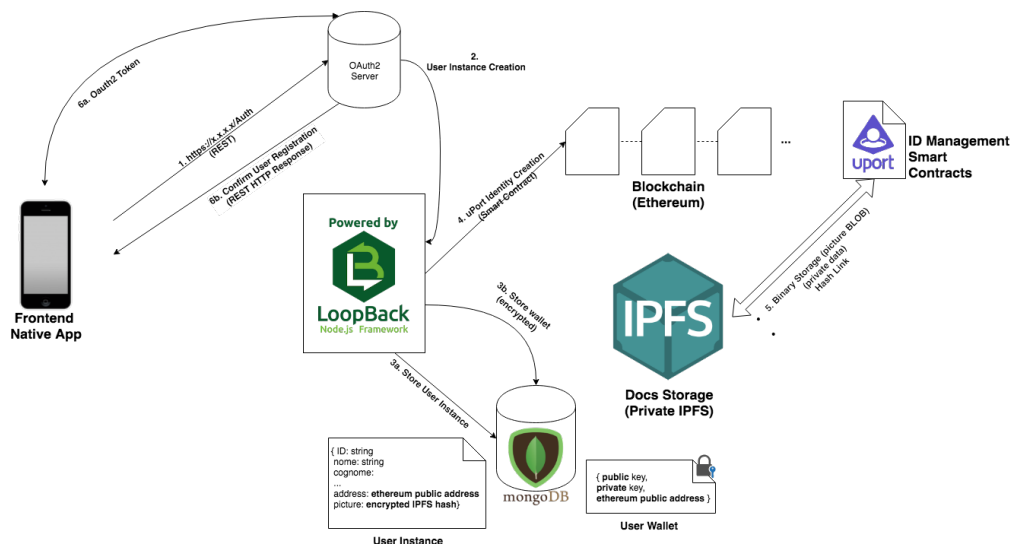 OAuth2
Server
2.
User Instance Creation
6a. Oauth2 Token
1. https://x.x.x.x/Auth
(REST)
6b. Confirm User Registration
(REST HTTP Response)
4. uPort Identity Creation
(Smart Contract)
...
Blockchain
(Ethereum)
uport
ID Management
Smart
Contracts
Powered by
LoopBack
Node.js Framework
Frontend
Native App
3b. Store wallet
(encrypted)
3a. Store User Instance
5. Binary Storage (picture BLOB)
(private data)
Hash Link
IPFS
Docs Storage
(Private IPFS)
{ ID: string
nome: string
cognome:
...
address: ethereum public address
picture: encrypted IPFS hash}
User Instance
mongoDB
{ public key,
private key,
ethereum public address }
User Wallet